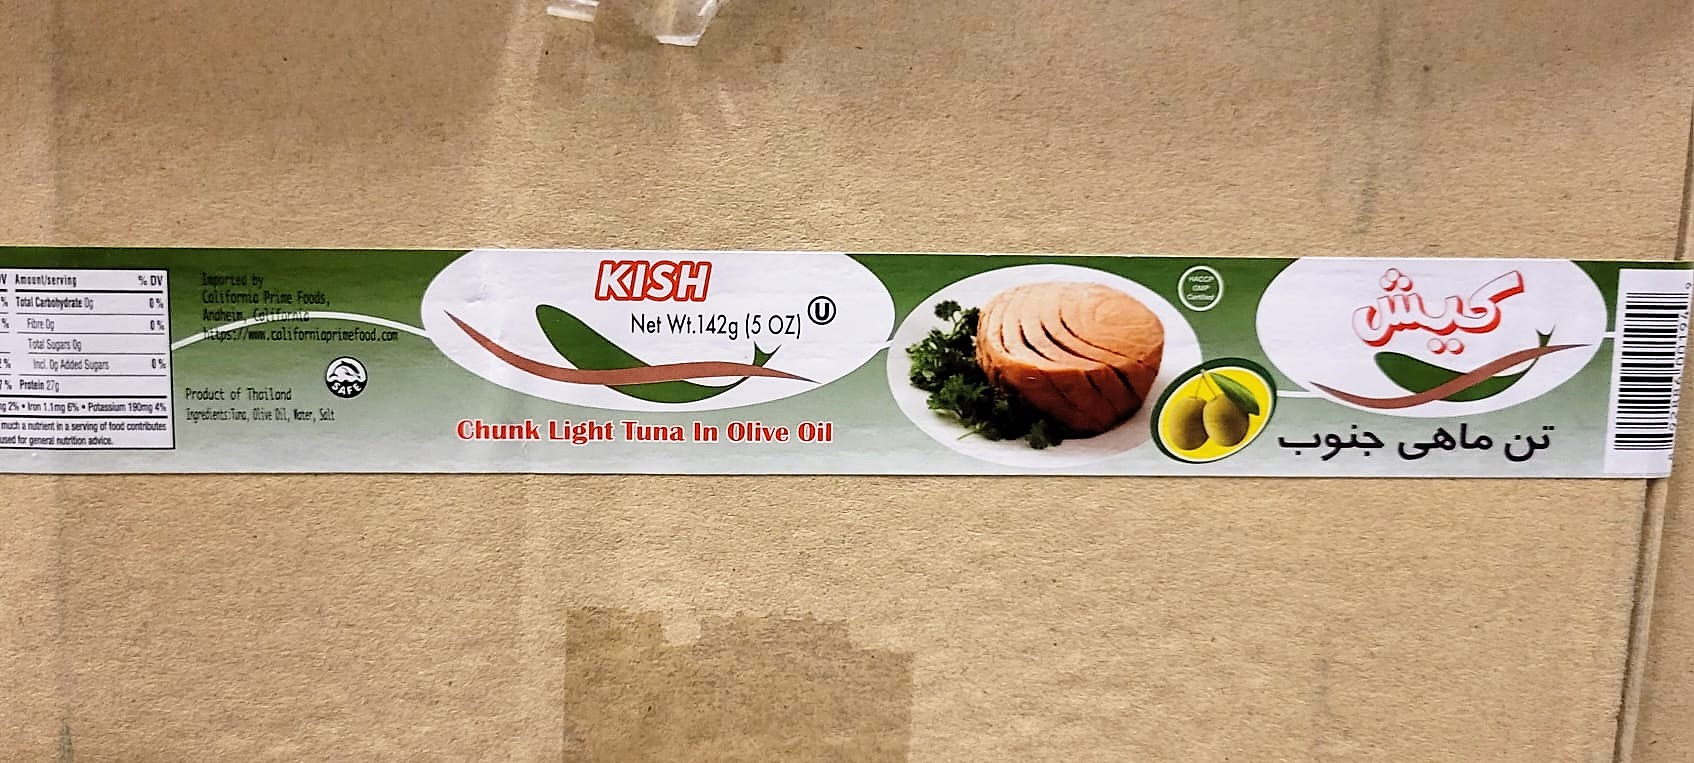 V Amount/serving % DV
% Total Carbohydrate 0g 0%
% Fibre 0g 0%
Total Sugars 0g
% Incl. 0g Added Sugars 0%
% Protein 27g
2% • Iron 1.1mg 6% • Potassium 190mg 4%
much a nutrient in a serving of food contributes
used for general nutrition advice.
Imported by
California Prime Foods,
Anaheim, California
https://www.californiaprimefood.com
SAFE
Product of Thailand
Ingredients:Tuna, Olive Oil, Water, Salt
KISH
Net Wt.142g (5 OZ)
U
Chunk Light Tuna In Olive Oil
HACCP
GMP
Certified
کیش
تن ماهی جنوب